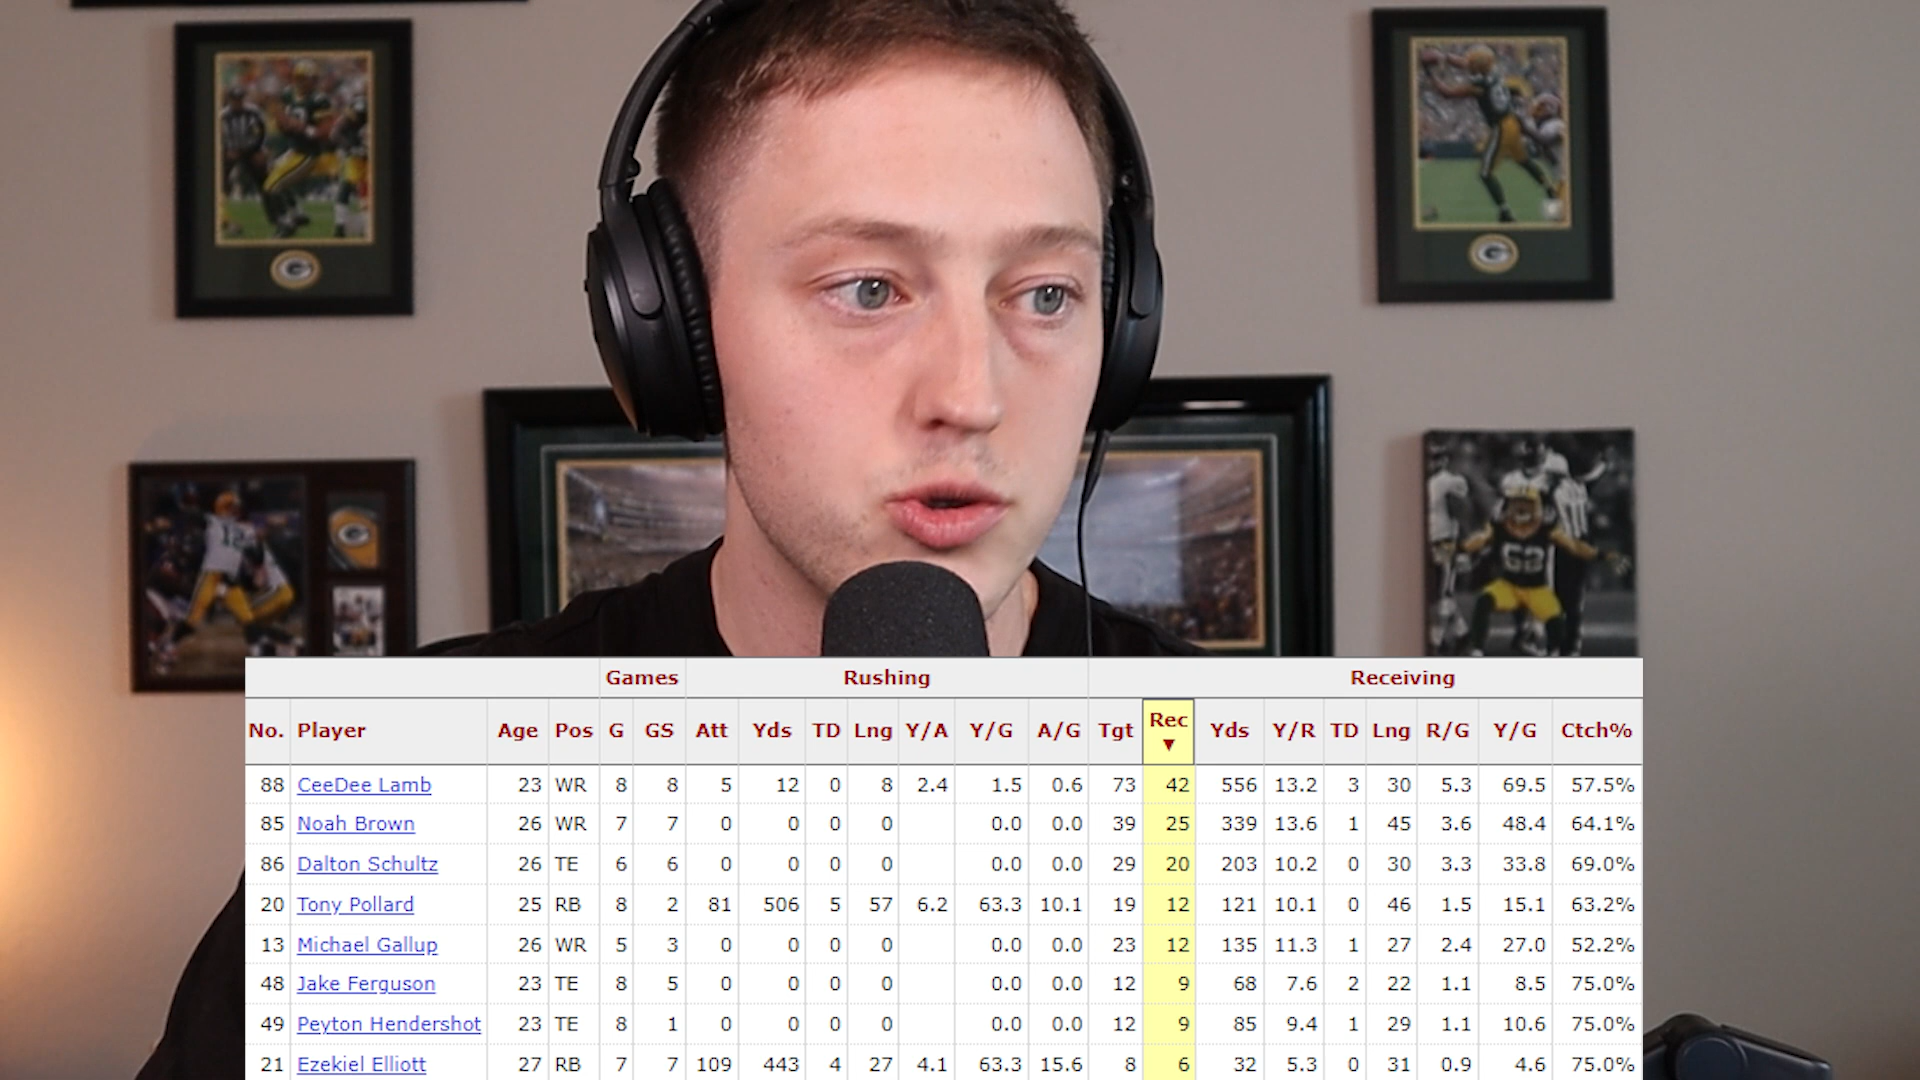 12
52
Games Rushing Receiving
No. Player Age Pos G GS Att Yds TD Lng Y/A Y/G A/G Tgt Rec ▼ Yds Y/R TD Lng R/G Y/G Ctch%
88 CeeDee Lamb 23 WR 8 8 5 12 0 8 2.4 1.5 0.6 73 42 556 13.2 3 30 5.3 69.5 57.5%
85 Noah Brown 26 WR 7 7 0 0 0 0 0.0 0.0 39 25 339 13.6 1 45 3.6 48.4 64.1%
86 Dalton Schultz 26 TE 6 6 0 0 0 0 0.0 0.0 29 20 203 10.2 0 30 3.3 33.8 69.0%
20 Tony Pollard 25 RB 8 2 81 506 5 57 6.2 63.3 10.1 19 12 121 10.1 0 46 1.5 15.1 63.2%
13 Michael Gallup 26 WR 5 3 0 0 0 0 0.0 0.0 23 12 135 11.3 1 27 2.4 27.0 52.2%
48 Jake Ferguson 23 TE 8 5 0 0 0 0 0.0 0.0 12 9 68 7.6 2 22 1.1 8.5 75.0%
49 Peyton Hendershot 23 TE 8 1 0 0 0 0 0.0 0.0 12 9 85 9.4 1 29 1.1 10.6 75.0%
21 Ezekiel Elliott 27 RB 7 7 109 443 4 27 4.1 63.3 15.6 8 6 32 5.3 0 31 0.9 4.6 75.0%